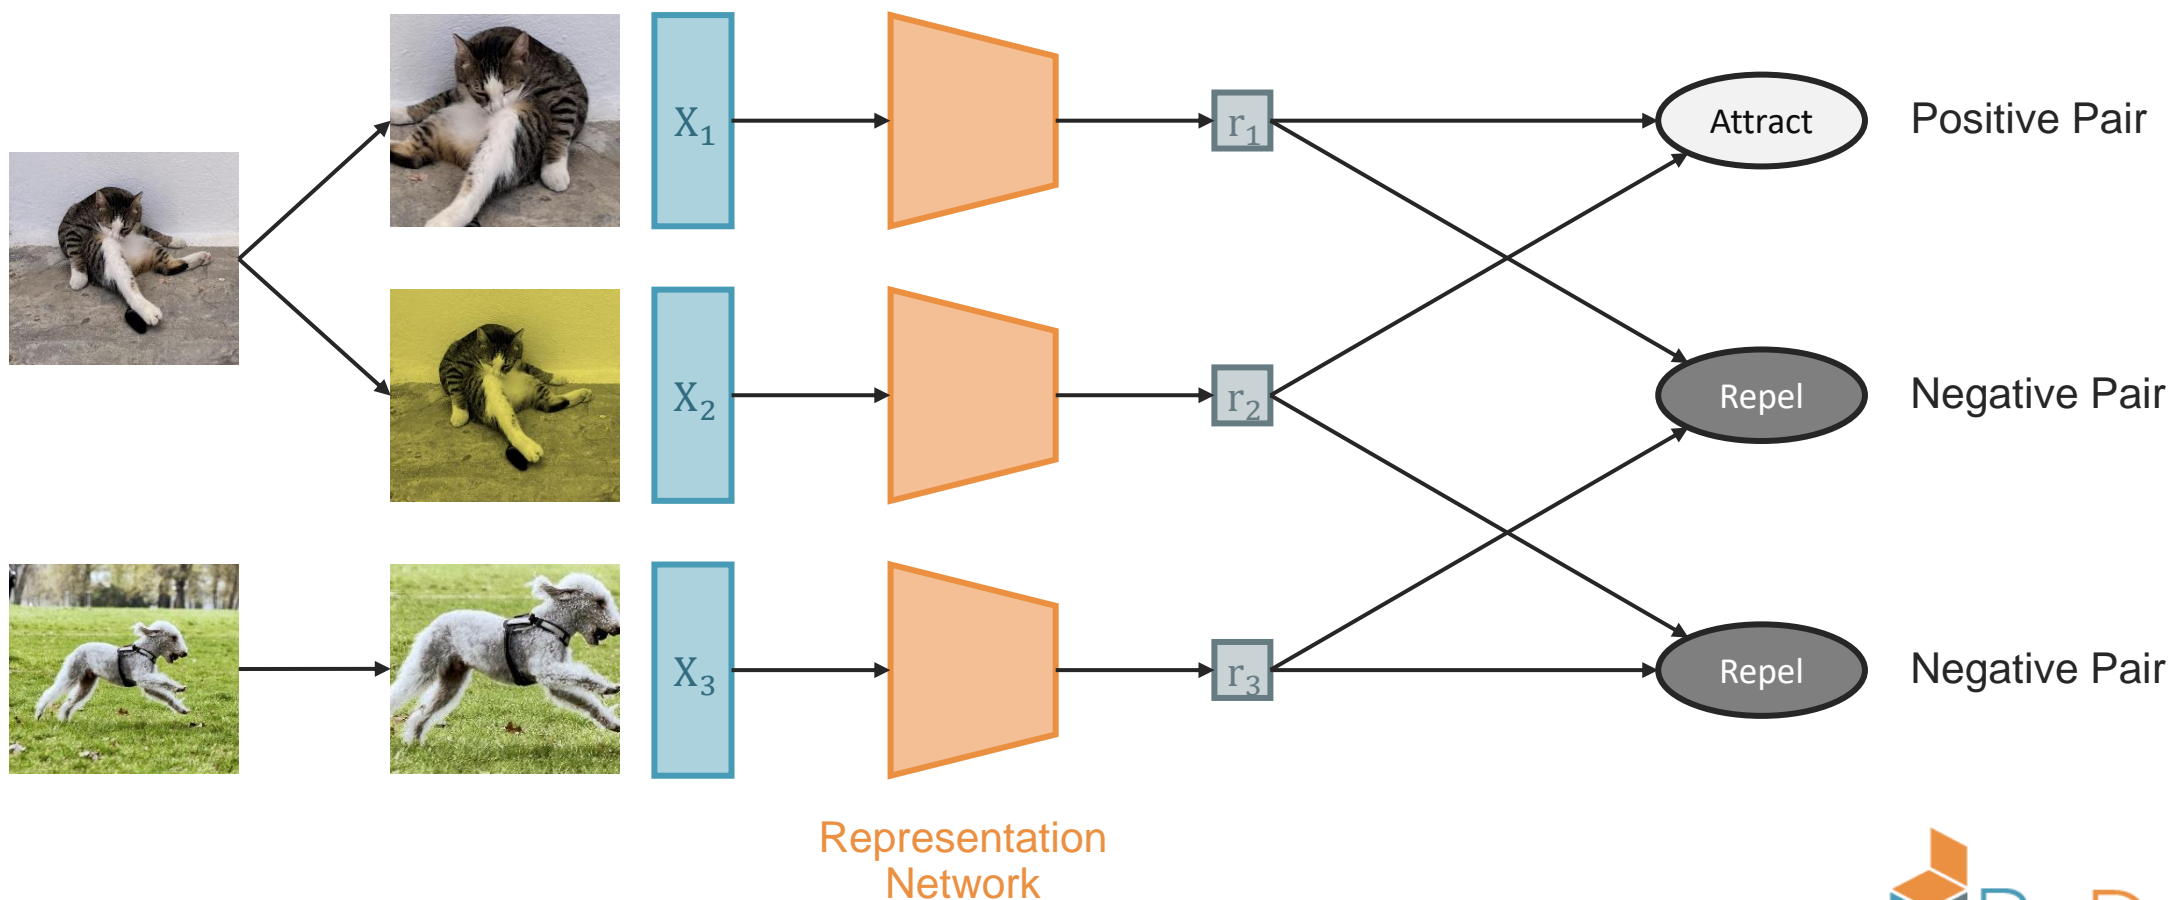 X₁
r₁
Attract
Positive Pair
X₂
r₂
Repel
Negative Pair
X₃
r₃
Repel
Negative Pair
Representation
Network